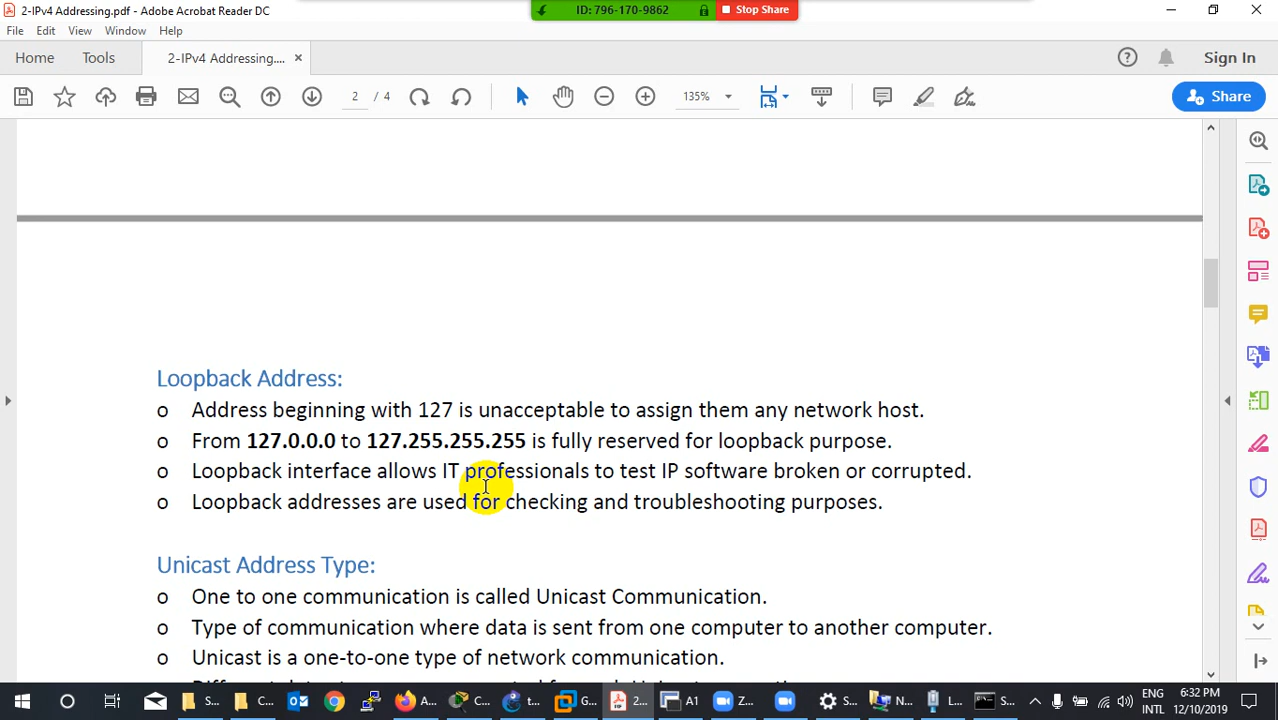 2-IPv4 Addressing.pdf - Adobe Acrobat Reader DC
ID: 796-170-9862
Stop Share
File Edit View Window Help
Home Tools 2-IPv4 Addressing.... × Sign In
2 / 4 135% Share
Loopback Address:
o Address beginning with 127 is unacceptable to assign them any network host.
o From 127.0.0.0 to 127.255.255.255 is fully reserved for loopback purpose.
o Loopback interface allows IT professionals to test IP software broken or corrupted.
o Loopback addresses are used for checking and troubleshooting purposes.
Unicast Address Type:
o One to one communication is called Unicast Communication.
o Type of communication where data is sent from one computer to another computer.
o Unicast is a one-to-one type of network communication.
S... C... A... C... t... G... 2... A1 Z... S... N... L... S... ENG 6:32 PM
INTL 12/10/2019